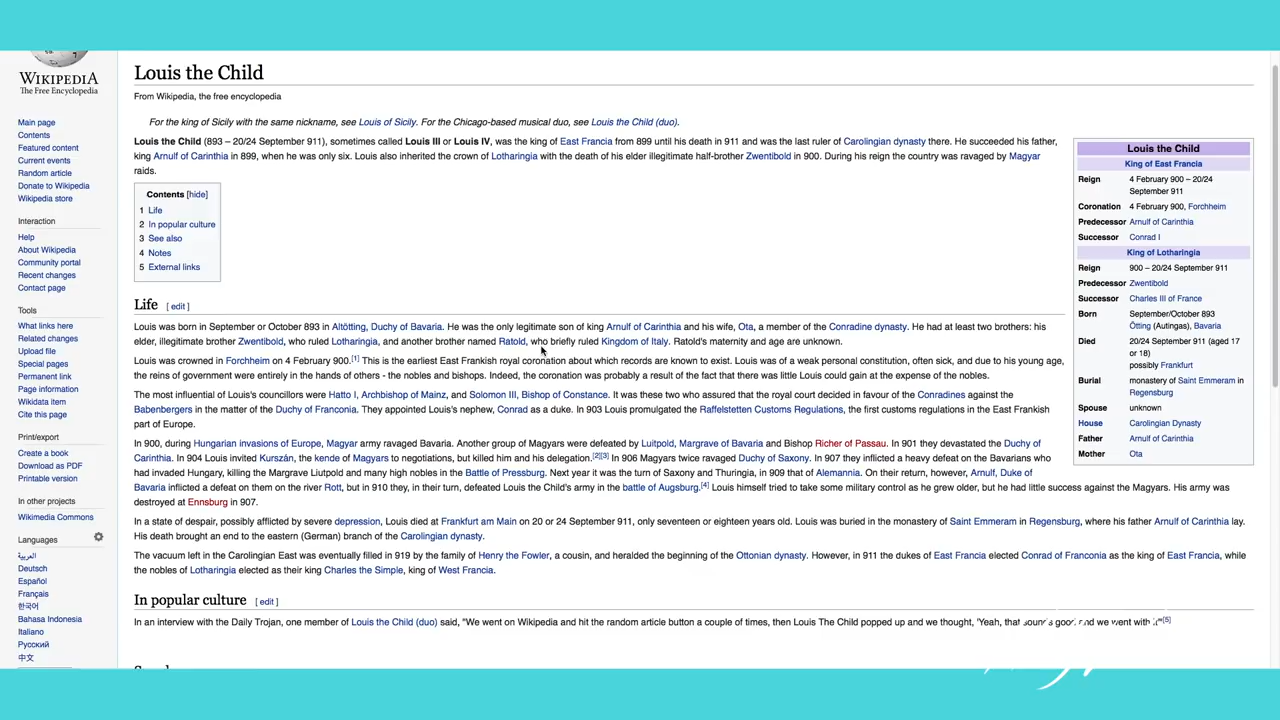 WIKIPEDIA
The Free Encyclopedia
Main page
Contents
Featured content
Current events
Random article
Donate to Wikipedia
Wikipedia store
Interaction
Help
About Wikipedia
Community portal
Recent changes
Contact page
Tools
What links here
Related changes
Upload file
Special pages
Permanent link
Page information
Wikidata item
Cite this page
Print/export
Create a book
Download as PDF
Printable version
In other projects
Wikimedia Commons
Languages
العربية
Deutsch
Español
Français
한국어
Bahasa Indonesia
Italiano
Русский
中文
Louis the Child
From Wikipedia, the free encyclopedia
For the king of Sicily with the same nickname, see Louis of Sicily. For the Chicago-based musical duo, see Louis the Child (duo).
Louis the Child (893 – 20/24 September 911), sometimes called Louis III or Louis IV, was the king of East Francia from 899 until his death in 911 and was the last ruler of Carolingian dynasty there. He succeeded his father,
king Arnulf of Carinthia in 899, when he was only six. Louis also inherited the crown of Lotharingia with the death of his elder illegitimate half-brother Zwentibold in 900. During his reign the country was ravaged by Magyar
raids.
Contents [hide]
1 Life
2 In popular culture
3 See also
4 Notes
5 External links
Life [ edit ]
Louis was born in September or October 893 in Altötting, Duchy of Bavaria. He was the only legitimate son of king Arnulf of Carinthia and his wife, Ota, a member of the Conradine dynasty. He had at least two brothers: his
elder, illegitimate brother Zwentibold, who ruled Lotharingia, and another brother named Ratold, who briefly ruled Kingdom of Italy. Ratold's maternity and age are unknown.
Louis was crowned in Forchheim on 4 February 900.[1] This is the earliest East Frankish royal coronation about which records are known to exist. Louis was of a weak personal constitution, often sick, and due to his young age,
the reins of government were entirely in the hands of others - the nobles and bishops. Indeed, the coronation was probably a result of the fact that there was little Louis could gain at the expense of the nobles.
The most influential of Louis's councillors were Hatto I, Archbishop of Mainz, and Solomon III, Bishop of Constance. It was these two who assured that the royal court decided in favour of the Conradines against the
Babenbergers in the matter of the Duchy of Franconia. They appointed Louis's nephew, Conrad as a duke. In 903 Louis promulgated the Raffelstetten Customs Regulations, the first customs regulations in the East Frankish
part of Europe.
In 900, during Hungarian invasions of Europe, Magyar army ravaged Bavaria. Another group of Magyars were defeated by Luitpold, Margrave of Bavaria and Bishop Richer of Passau. In 901 they devastated the Duchy of
Carinthia. In 904 Louis invited Kurszán, the kende of Magyars to negotiations, but killed him and his delegation.[2][3] In 906 Magyars twice ravaged Duchy of Saxony. In 907 they inflicted a heavy defeat on the Bavarians who
had invaded Hungary, killing the Margrave Liutpold and many high nobles in the Battle of Pressburg. Next year it was the turn of Saxony and Thuringia, in 909 that of Alemannia. On their return, however, Arnulf, Duke of
Bavaria inflicted a defeat on them on the river Rott, but in 910 they, in their turn, defeated Louis the Child's army in the battle of Augsburg.[4] Louis himself tried to take some military control as he grew older, but he had little success against the Magyars. His army was
destroyed at Ennsburg in 907.
In a state of despair, possibly afflicted by severe depression, Louis died at Frankfurt am Main on 20 or 24 September 911, only seventeen or eighteen years old. Louis was buried in the monastery of Saint Emmeram in Regensburg, where his father Arnulf of Carinthia lay.
His death brought an end to the eastern (German) branch of the Carolingian dynasty.
The vacuum left in the Carolingian East was eventually filled in 919 by the family of Henry the Fowler, a cousin, and heralded the beginning of the Ottonian dynasty. However, in 911 the dukes of East Francia elected Conrad of Franconia as the king of East Francia, while
the nobles of Lotharingia elected as their king Charles the Simple, king of West Francia.
In popular culture [ edit ]
In an interview with the Daily Trojan, one member of Louis the Child (duo) said, "We went on Wikipedia and hit the random article button a couple of times, then Louis The Child popped up and we thought, 'Yeah, that sounds good and we went with it'"[5]
Louis the Child
King of East Francia
Reign 4 February 900 – 20/24
September 911
Coronation 4 February 900, Forchheim
Predecessor Arnulf of Carinthia
Successor Conrad I
King of Lotharingia
Reign 900 – 20/24 September 911
Predecessor Zwentibold
Successor Charles III of France
Born September/October 893
Ötting (Autingas), Bavaria
Died 20/24 September 911 (aged 17
or 18)
possibly Frankfurt
Burial monastery of Saint Emmeram in
Regensburg
Spouse unknown
House Carolingian Dynasty
Father Arnulf of Carinthia
Mother Ota